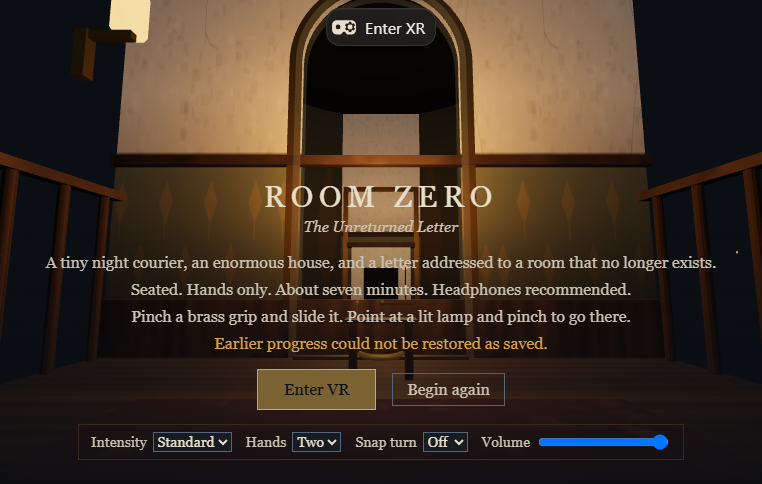 Enter XR
ROOM ZERO
The Unreturned Letter
A tiny night courier, an enormous house, and a letter addressed to a room that no longer exists.
Seated. Hands only. About seven minutes. Headphones recommended.
Pinch a brass grip and slide it. Point at a lit lamp and pinch to go there.
Earlier progress could not be restored as saved.
Enter VR Begin again
Intensity Standard Hands Two Snap turn Off Volume